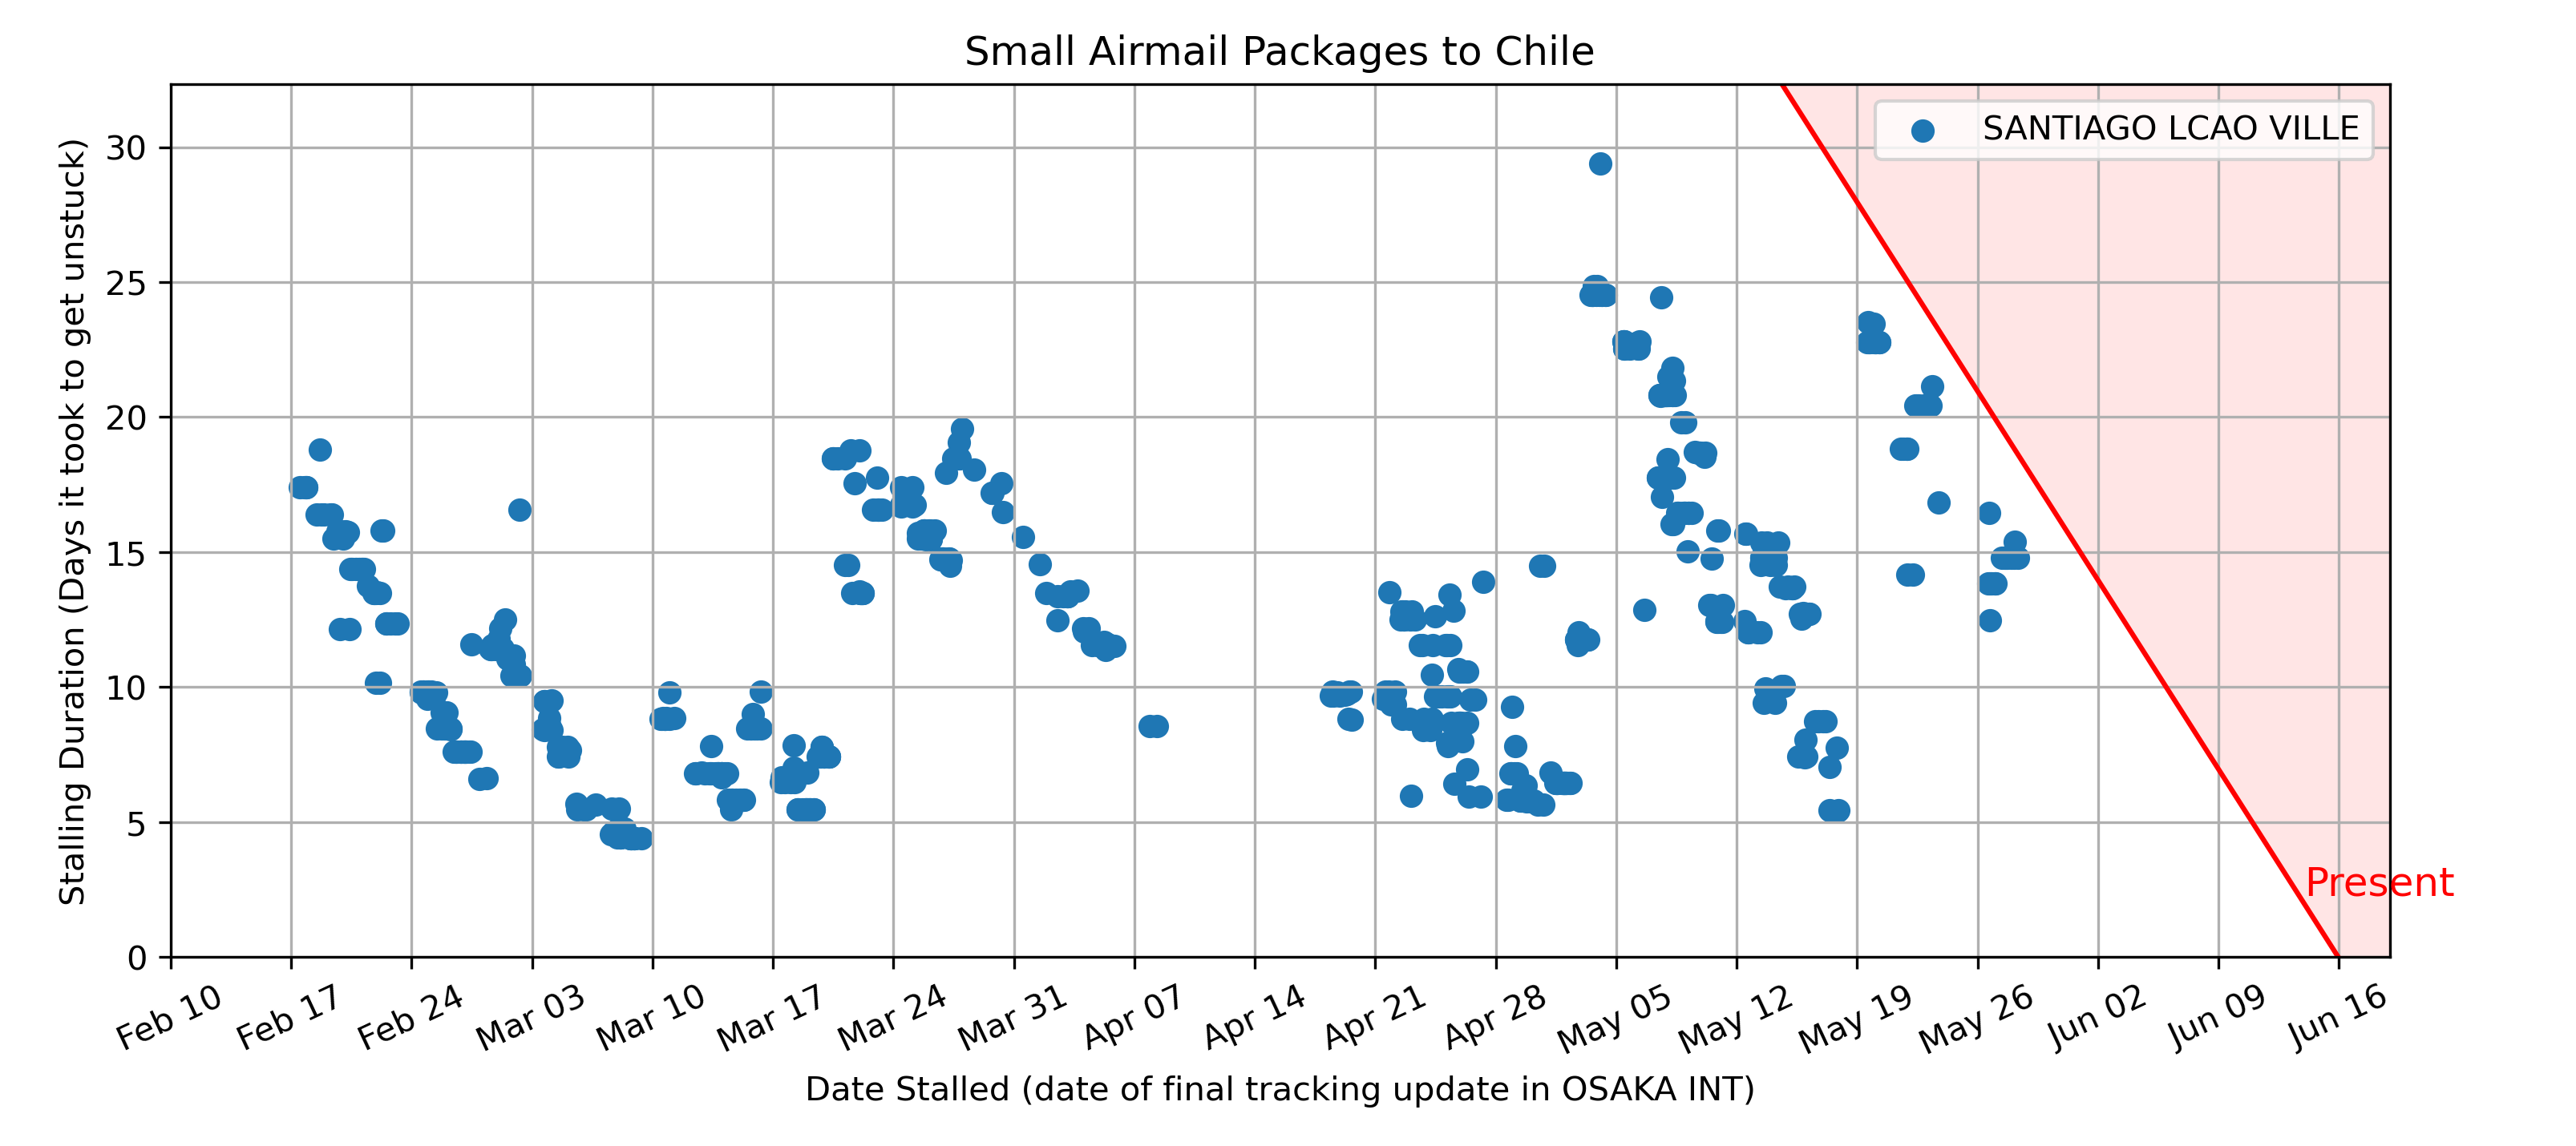 Small Airmail Packages to Chile
SANTIAGO LCAO VILLE
Stalling Duration (Days it took to get unstuck)
30
25
20
15
10
5
0
Present
Feb 10
Feb 17
Feb 24
Mar 03
Mar 10
Mar 17
Mar 24
Mar 31
Apr 07
Apr 14
Apr 21
Apr 28
May 05
May 12
May 19
May 26
Jun 02
Jun 09
Jun 16
Date Stalled (date of final tracking update in OSAKA INT)